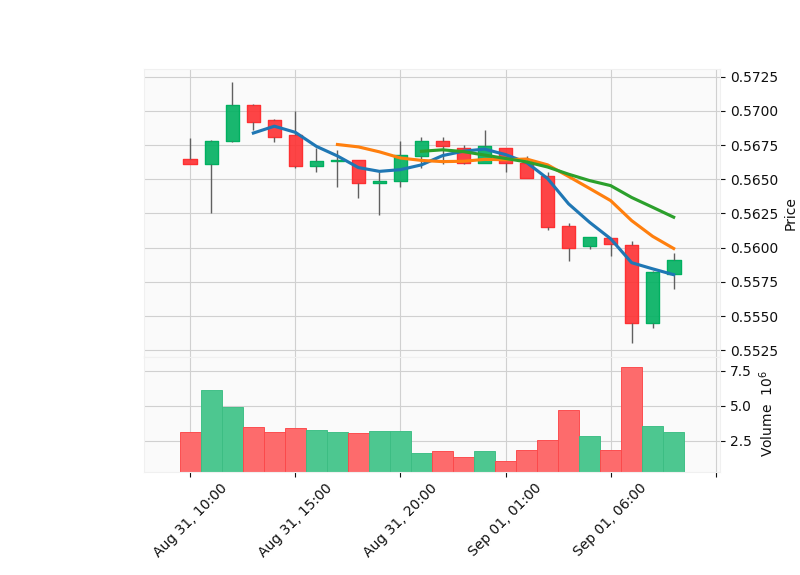 0.5725
0.5700
0.5675
0.5650
0.5625
0.5600
0.5575
0.5550
0.5525
Price
7.5
5.0
2.5
Volume 10⁶
Aug 31, 10:00
Aug 31, 15:00
Aug 31, 20:00
Sep 01, 01:00
Sep 01, 06:00